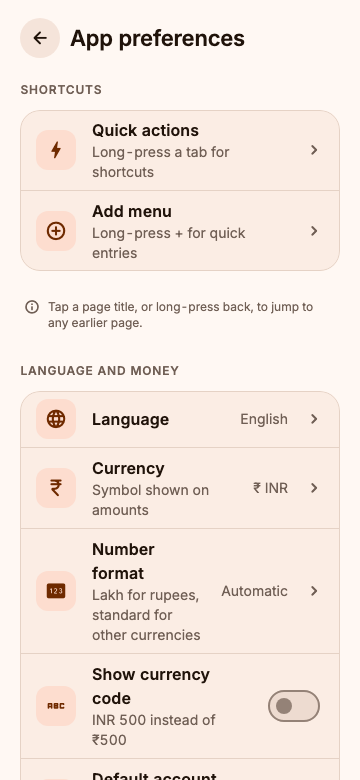 App preferences
SHORTCUTS
Quick actions
Long-press a tab for
shortcuts
Add menu
Long-press + for quick
entries
Tap a page title, or long-press back, to jump to
any earlier page.
LANGUAGE AND MONEY
Language
English
Currency
Symbol shown on
amounts
₹ INR
Number
format
Lakh for rupees,
standard for
other currencies
Automatic
123
Show currency
code
INR 500 instead of
₹500
ABC
Default account